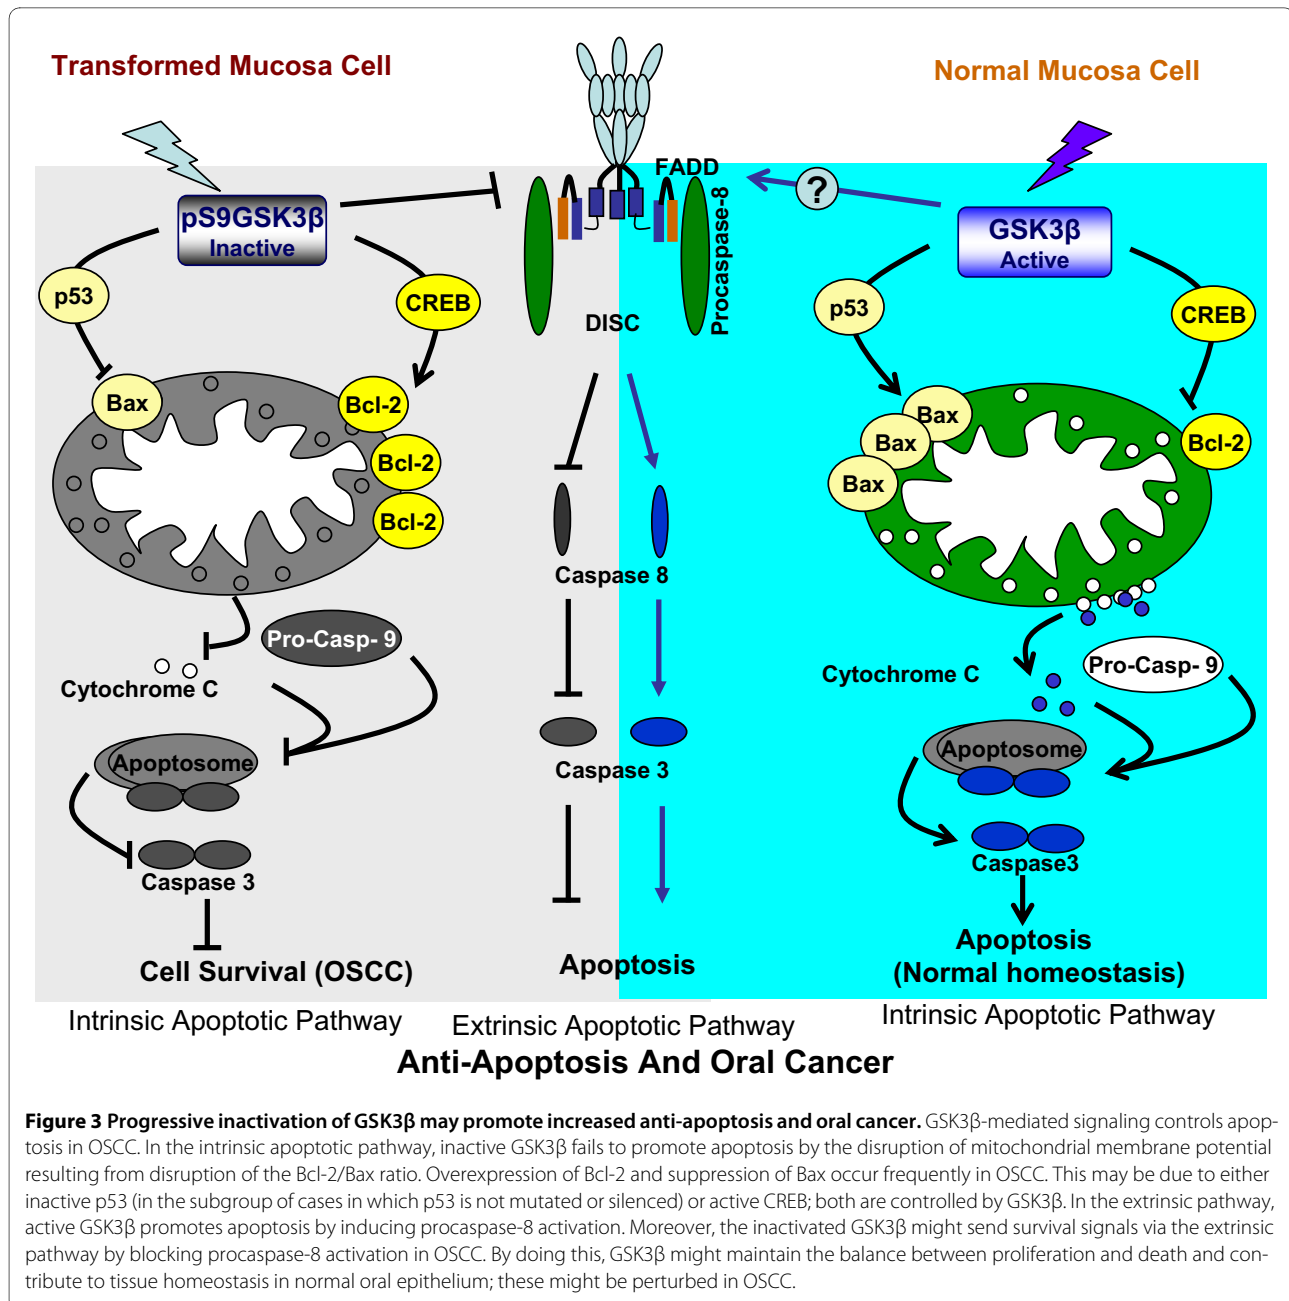 Transformed Mucosa Cell
Normal Mucosa Cell
FADD
Procaspase-8
?
pS9GSK3β
Inactive
GSK3β
Active
p53
CREB
DISC
p53
CREB
Bax
Bcl-2
Bcl-2
Bcl-2
Bax
Bax
Bax
Bcl-2
Caspase 8
Pro-Casp- 9
Cytochrome C
Pro-Casp- 9
Cytochrome C
Apoptosome
Caspase 3
Apoptosome
Caspase 3
Caspase3
Cell Survival (OSCC)
Apoptosis
Apoptosis
(Normal homeostasis)
Intrinsic Apoptotic Pathway
Extrinsic Apoptotic Pathway
Intrinsic Apoptotic Pathway
Anti-Apoptosis And Oral Cancer
Figure 3 Progressive inactivation of GSK3β may promote increased anti-apoptosis and oral cancer. GSK3β-mediated signaling controls apop-
tosis in OSCC. In the intrinsic apoptotic pathway, inactive GSK3β fails to promote apoptosis by the disruption of mitochondrial membrane potential
resulting from disruption of the Bcl-2/Bax ratio. Overexpression of Bcl-2 and suppression of Bax occur frequently in OSCC. This may be due to either
inactive p53 (in the subgroup of cases in which p53 is not mutated or silenced) or active CREB; both are controlled by GSK3β. In the extrinsic pathway,
active GSK3β promotes apoptosis by inducing procaspase-8 activation. Moreover, the inactivated GSK3β might send survival signals via the extrinsic
pathway by blocking procaspase-8 activation in OSCC. By doing this, GSK3β might maintain the balance between proliferation and death and con-
tribute to tissue homeostasis in normal oral epithelium; these might be perturbed in OSCC.